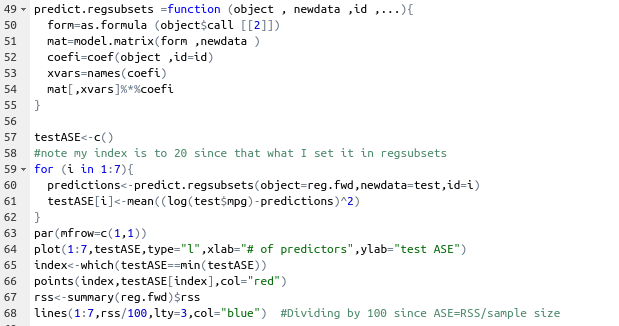 49 predict.regsubsets =function (object , newdata ,id ,...){
50 form=as.formula (object$call [[2]])
51 mat=model.matrix(form ,newdata )
52 coefi=coef(object ,id=id)
53 xvars=names(coefi)
54 mat[,xvars]%*%coefi
55 }
56
57 testASE<-c()
58 #note my index is to 20 since that what I set it in regsubsets
59 for (i in 1:7){
60 predictions<-predict.regsubsets(object=reg.fwd,newdata=test,id=i)
61 testASE[i]<-mean((log(test$mpg)-predictions)^2)
62 }
63 par(mfrow=c(1,1))
64 plot(1:7,testASE,type="l",xlab="# of predictors",ylab="test ASE")
65 index<-which(testASE==min(testASE))
66 points(index,testASE[index],col="red")
67 rss<-summary(reg.fwd)$rss
68 lines(1:7,rss/100,lty=3,col="blue")  #Dividing by 100 since ASE=RSS/sample size